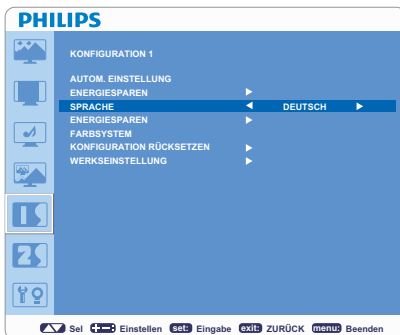 PHILIPS
KONFIGURATION 1
AUTOM. EINSTELLUNG
ENERGIESPAREN
SPRACHE DEUTSCH
ENERGIESPAREN
FARBSYSTEM
KONFIGURATION RÜCKSETZEN
WERKSEINSTELLUNG
Sel Einstellen set: Eingabe exit: ZURÜCK menu: Beenden